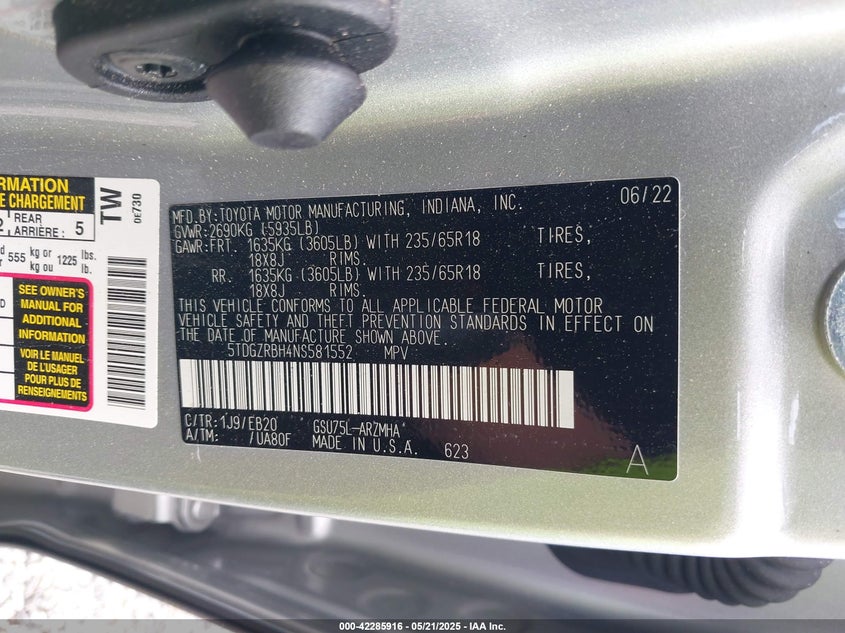 RMATION
E CHARGEMENT
2 REAR ARRIÈRE : 5
555 kg or kg ou 1225 lbs. lb.
SEE OWNER'S
MANUAL FOR
ADDITIONAL
INFORMATION
VOIR LE MANUEL
DE L'USAGER
POUR PLUS DE
RENSEIGNEMENTS
TW
0E730
MFD.BY:TOYOTA MOTOR MANUFACTURING, INDIANA, INC. 06/22
GVWR:2690KG (5935LB)
GAWR:FRT. 1635KG (3605LB) WITH 235/65R18 TIRES,
18X8J RIMS.
RR. 1635KG (3605LB) WITH 235/65R18 TIRES,
18X8J RIMS.
THIS VEHICLE CONFORMS TO ALL APPLICABLE FEDERAL MOTOR
VEHICLE SAFETY AND THEFT PREVENTION STANDARDS IN EFFECT ON
THE DATE OF MANUFACTURE SHOWN ABOVE.
5TDGZRBH4NS581552 MPV
C/TR:1J9/EB20 GSU75L-ARZMHA
A/TM: /UA80F MADE IN U.S.A. 623
A
000-42285916 - 05/21/2025 - IAA Inc.